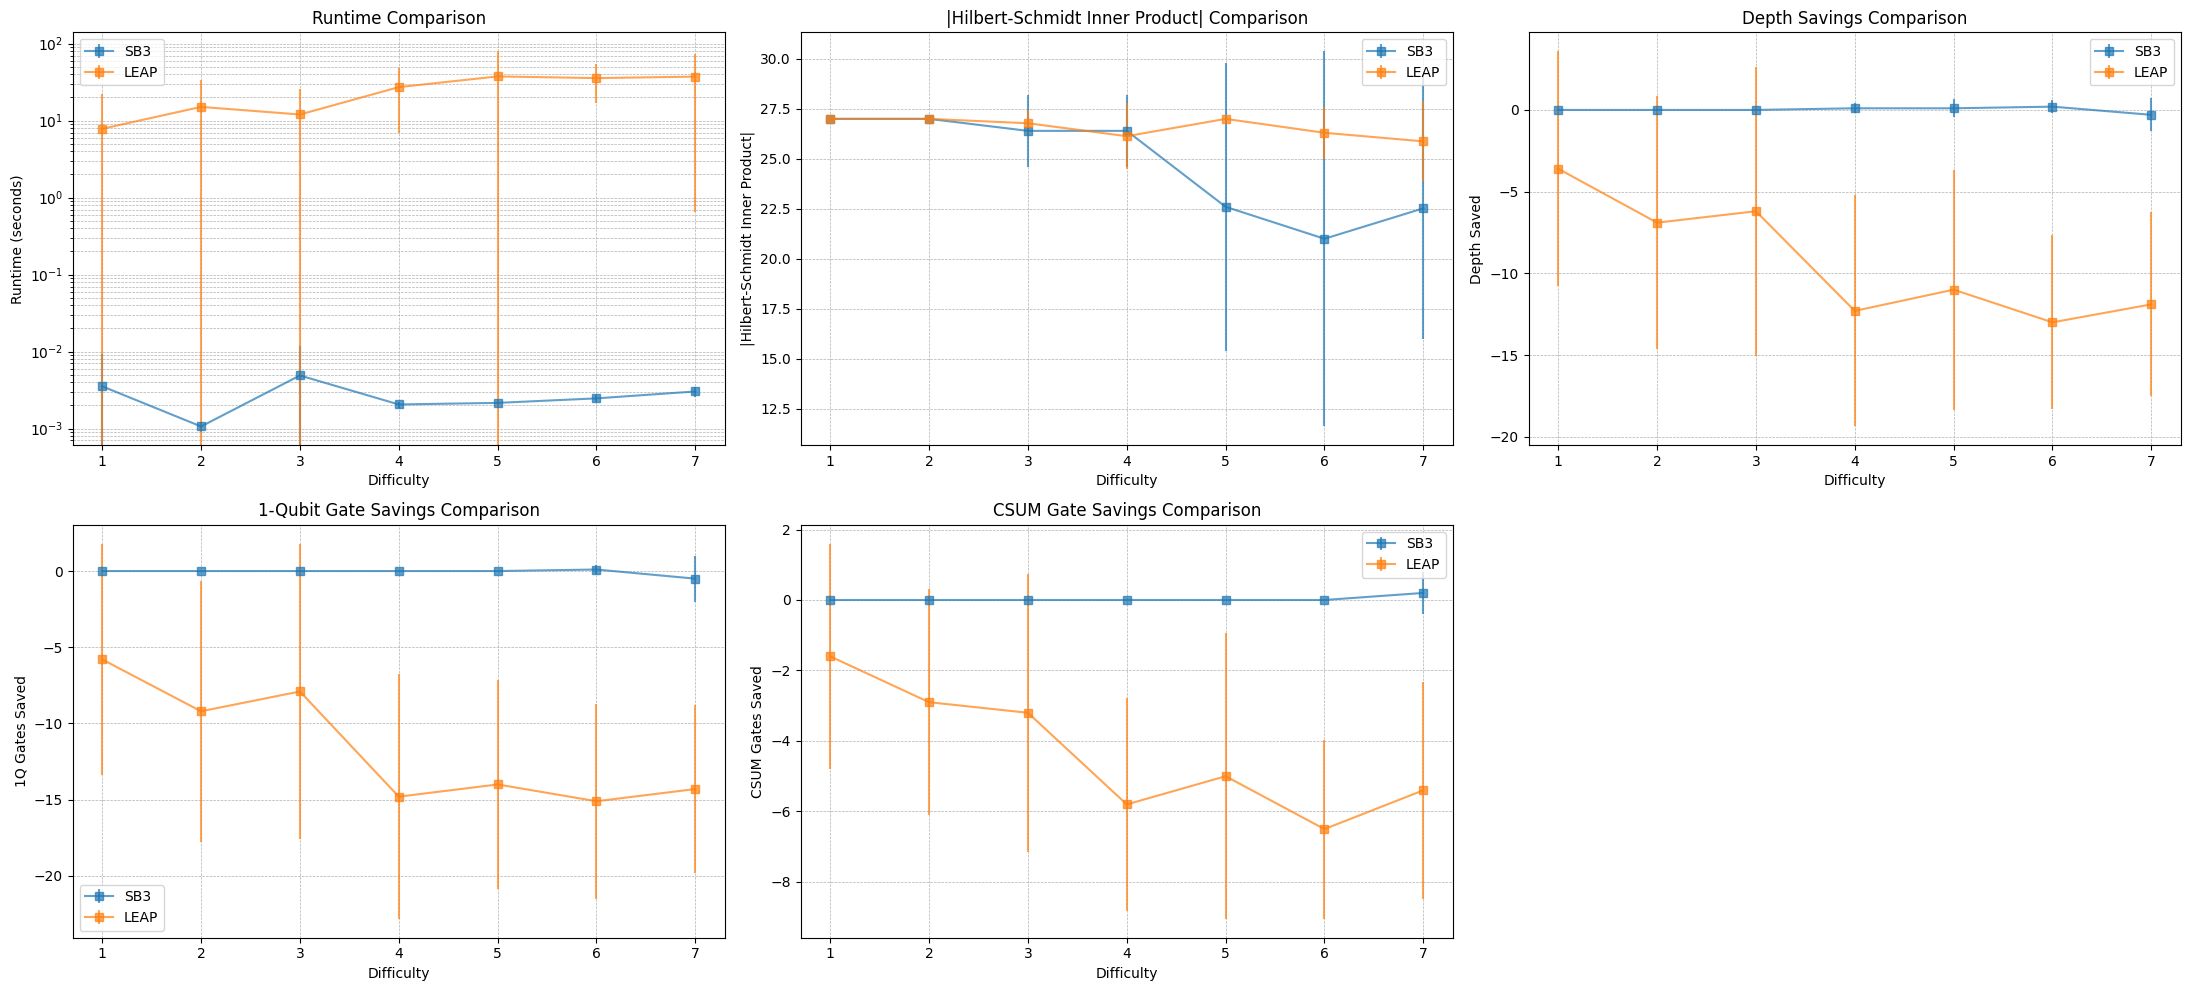 Runtime Comparison
SB3
LEAP
Runtime (seconds)
10²
10¹
10⁰
10⁻¹
10⁻²
10⁻³
1 2 3 4 5 6 7
Difficulty
|Hilbert-Schmidt Inner Product| Comparison
SB3
LEAP
|Hilbert-Schmidt Inner Product|
30.0
27.5
25.0
22.5
20.0
17.5
15.0
12.5
1 2 3 4 5 6 7
Difficulty
Depth Savings Comparison
SB3
LEAP
Depth Saved
0
−5
−10
−15
−20
1 2 3 4 5 6 7
Difficulty
1-Qubit Gate Savings Comparison
1Q Gates Saved
0
−5
−10
−15
−20
SB3
LEAP
1 2 3 4 5 6 7
Difficulty
CSUM Gate Savings Comparison
SB3
LEAP
CSUM Gates Saved
2
0
−2
−4
−6
−8
1 2 3 4 5 6 7
Difficulty